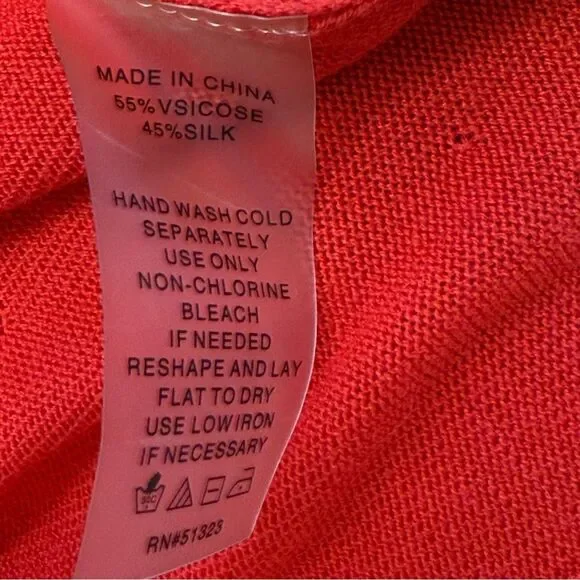 MADE IN CHINA
55%VSICOSE
45%SILK
HAND WASH COLD
SEPARATELY
USE ONLY
NON-CHLORINE
BLEACH
IF NEEDED
RESHAPE AND LAY
FLAT TO DRY
USE LOW IRON
IF NECESSARY
RN#51323